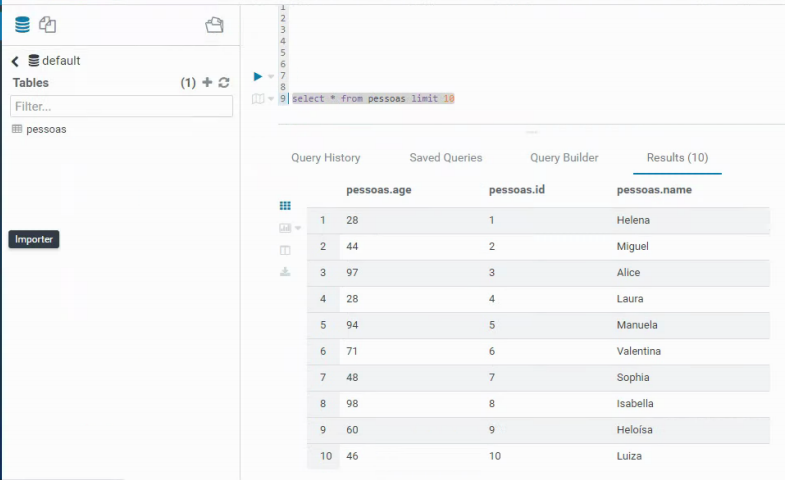 default
Tables (1)
Filter...
pessoas
Importer
1
2
3
4
5
6
7
8
9 select * from pessoas limit 10
Query History Saved Queries Query Builder Results (10)
pessoas.age pessoas.id pessoas.name
1 28 1 Helena
2 44 2 Miguel
3 97 3 Alice
4 28 4 Laura
5 94 5 Manuela
6 71 6 Valentina
7 48 7 Sophia
8 98 8 Isabella
9 60 9 Heloísa
10 46 10 Luiza